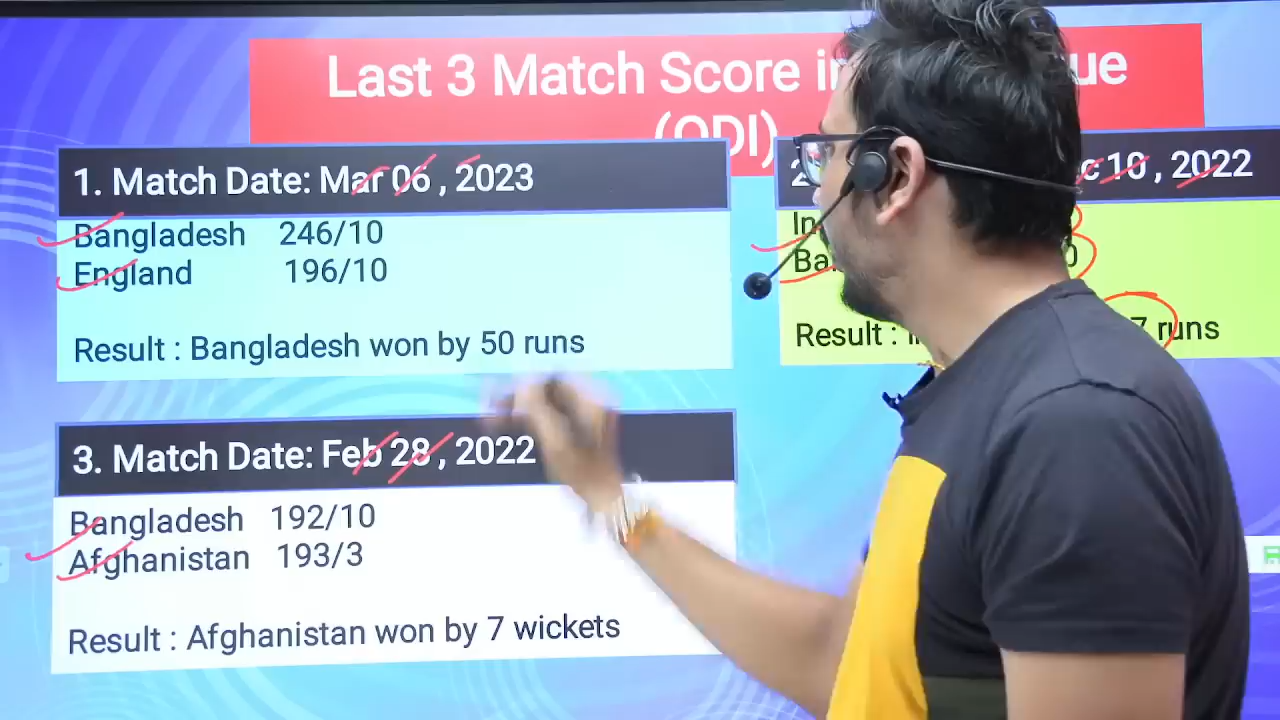 Last 3 Match Score in
(ODI)
1. Match Date: Mar 06 , 2023
Bangladesh 246/10
England 196/10
Result : Bangladesh won by 50 runs
10 , 2022
Result : runs
3. Match Date: Feb 28 , 2022
Bangladesh 192/10
Afghanistan 193/3
Result : Afghanistan won by 7 wickets